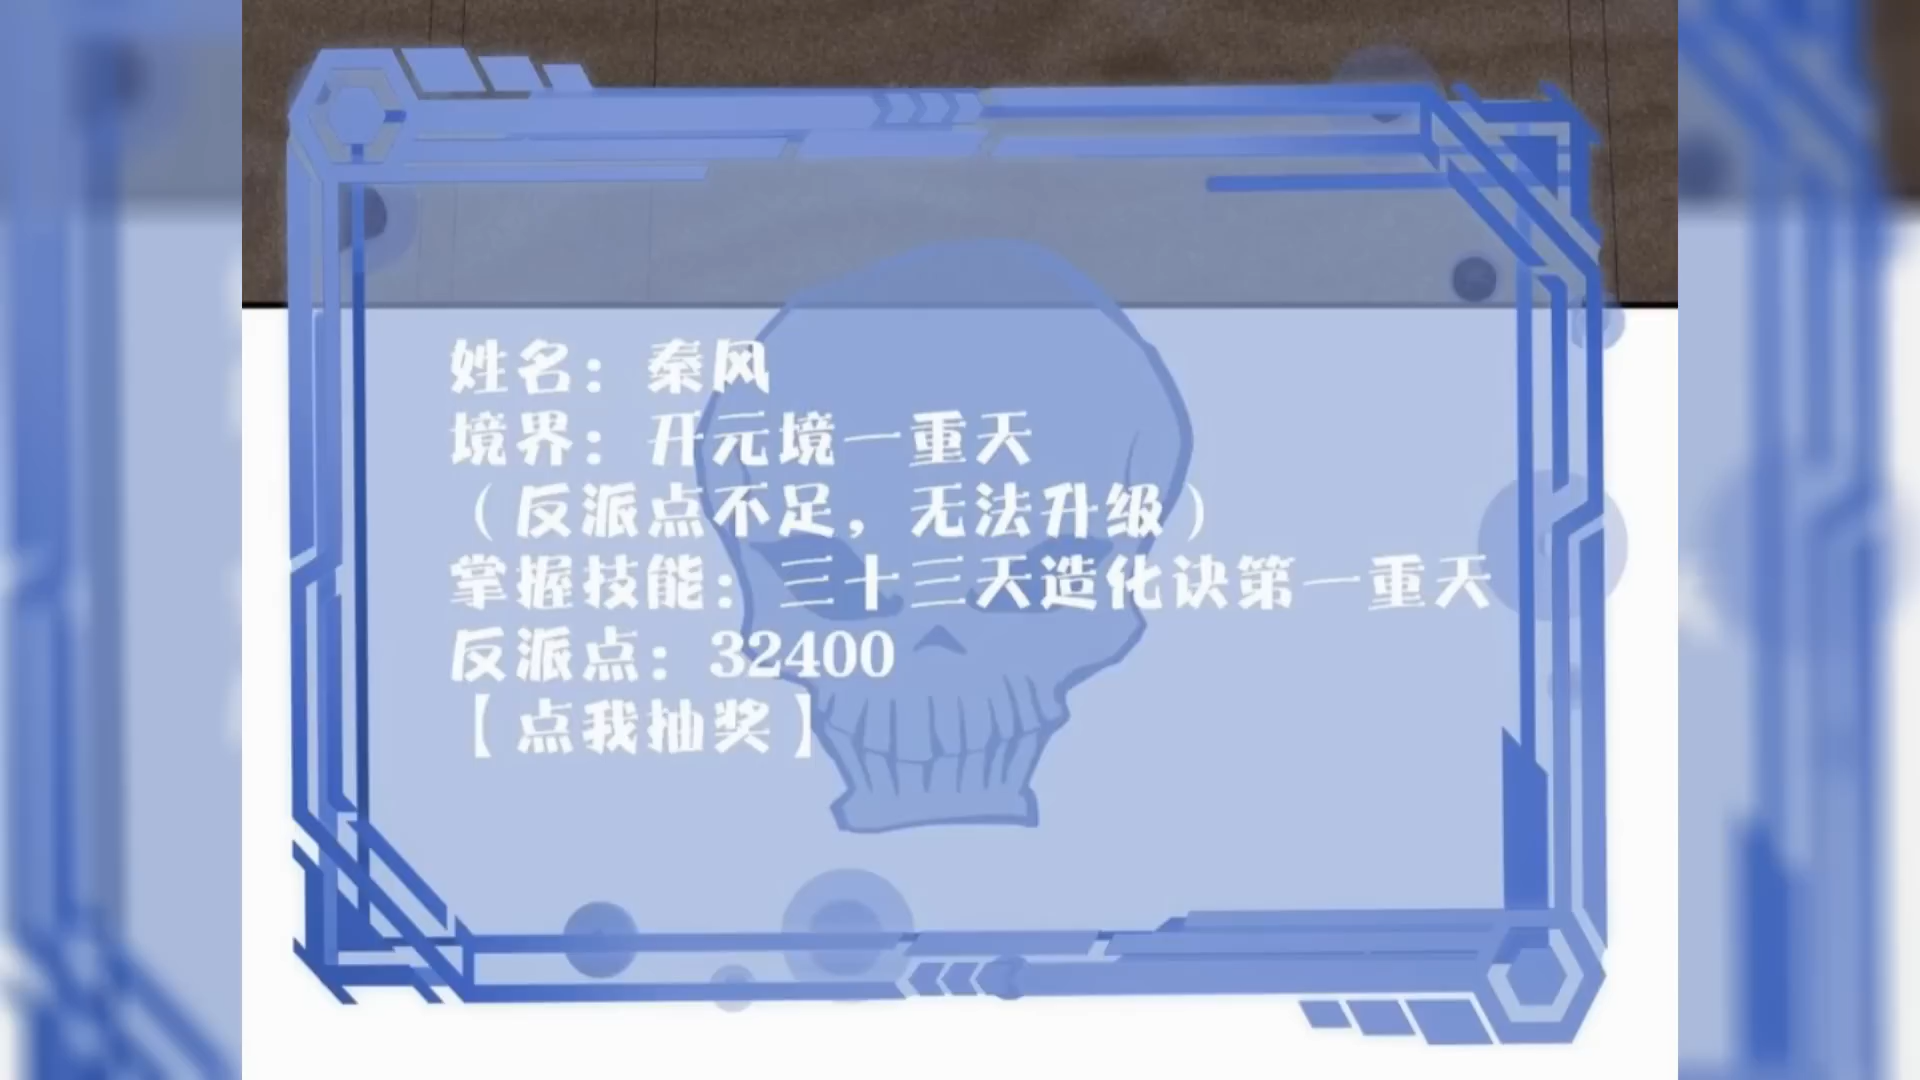 姓名：秦风
境界：开元境一重天
（反派点不足，无法升级）
掌握技能：三十三天造化诀第一重天
反派点：32400
【点我抽奖】